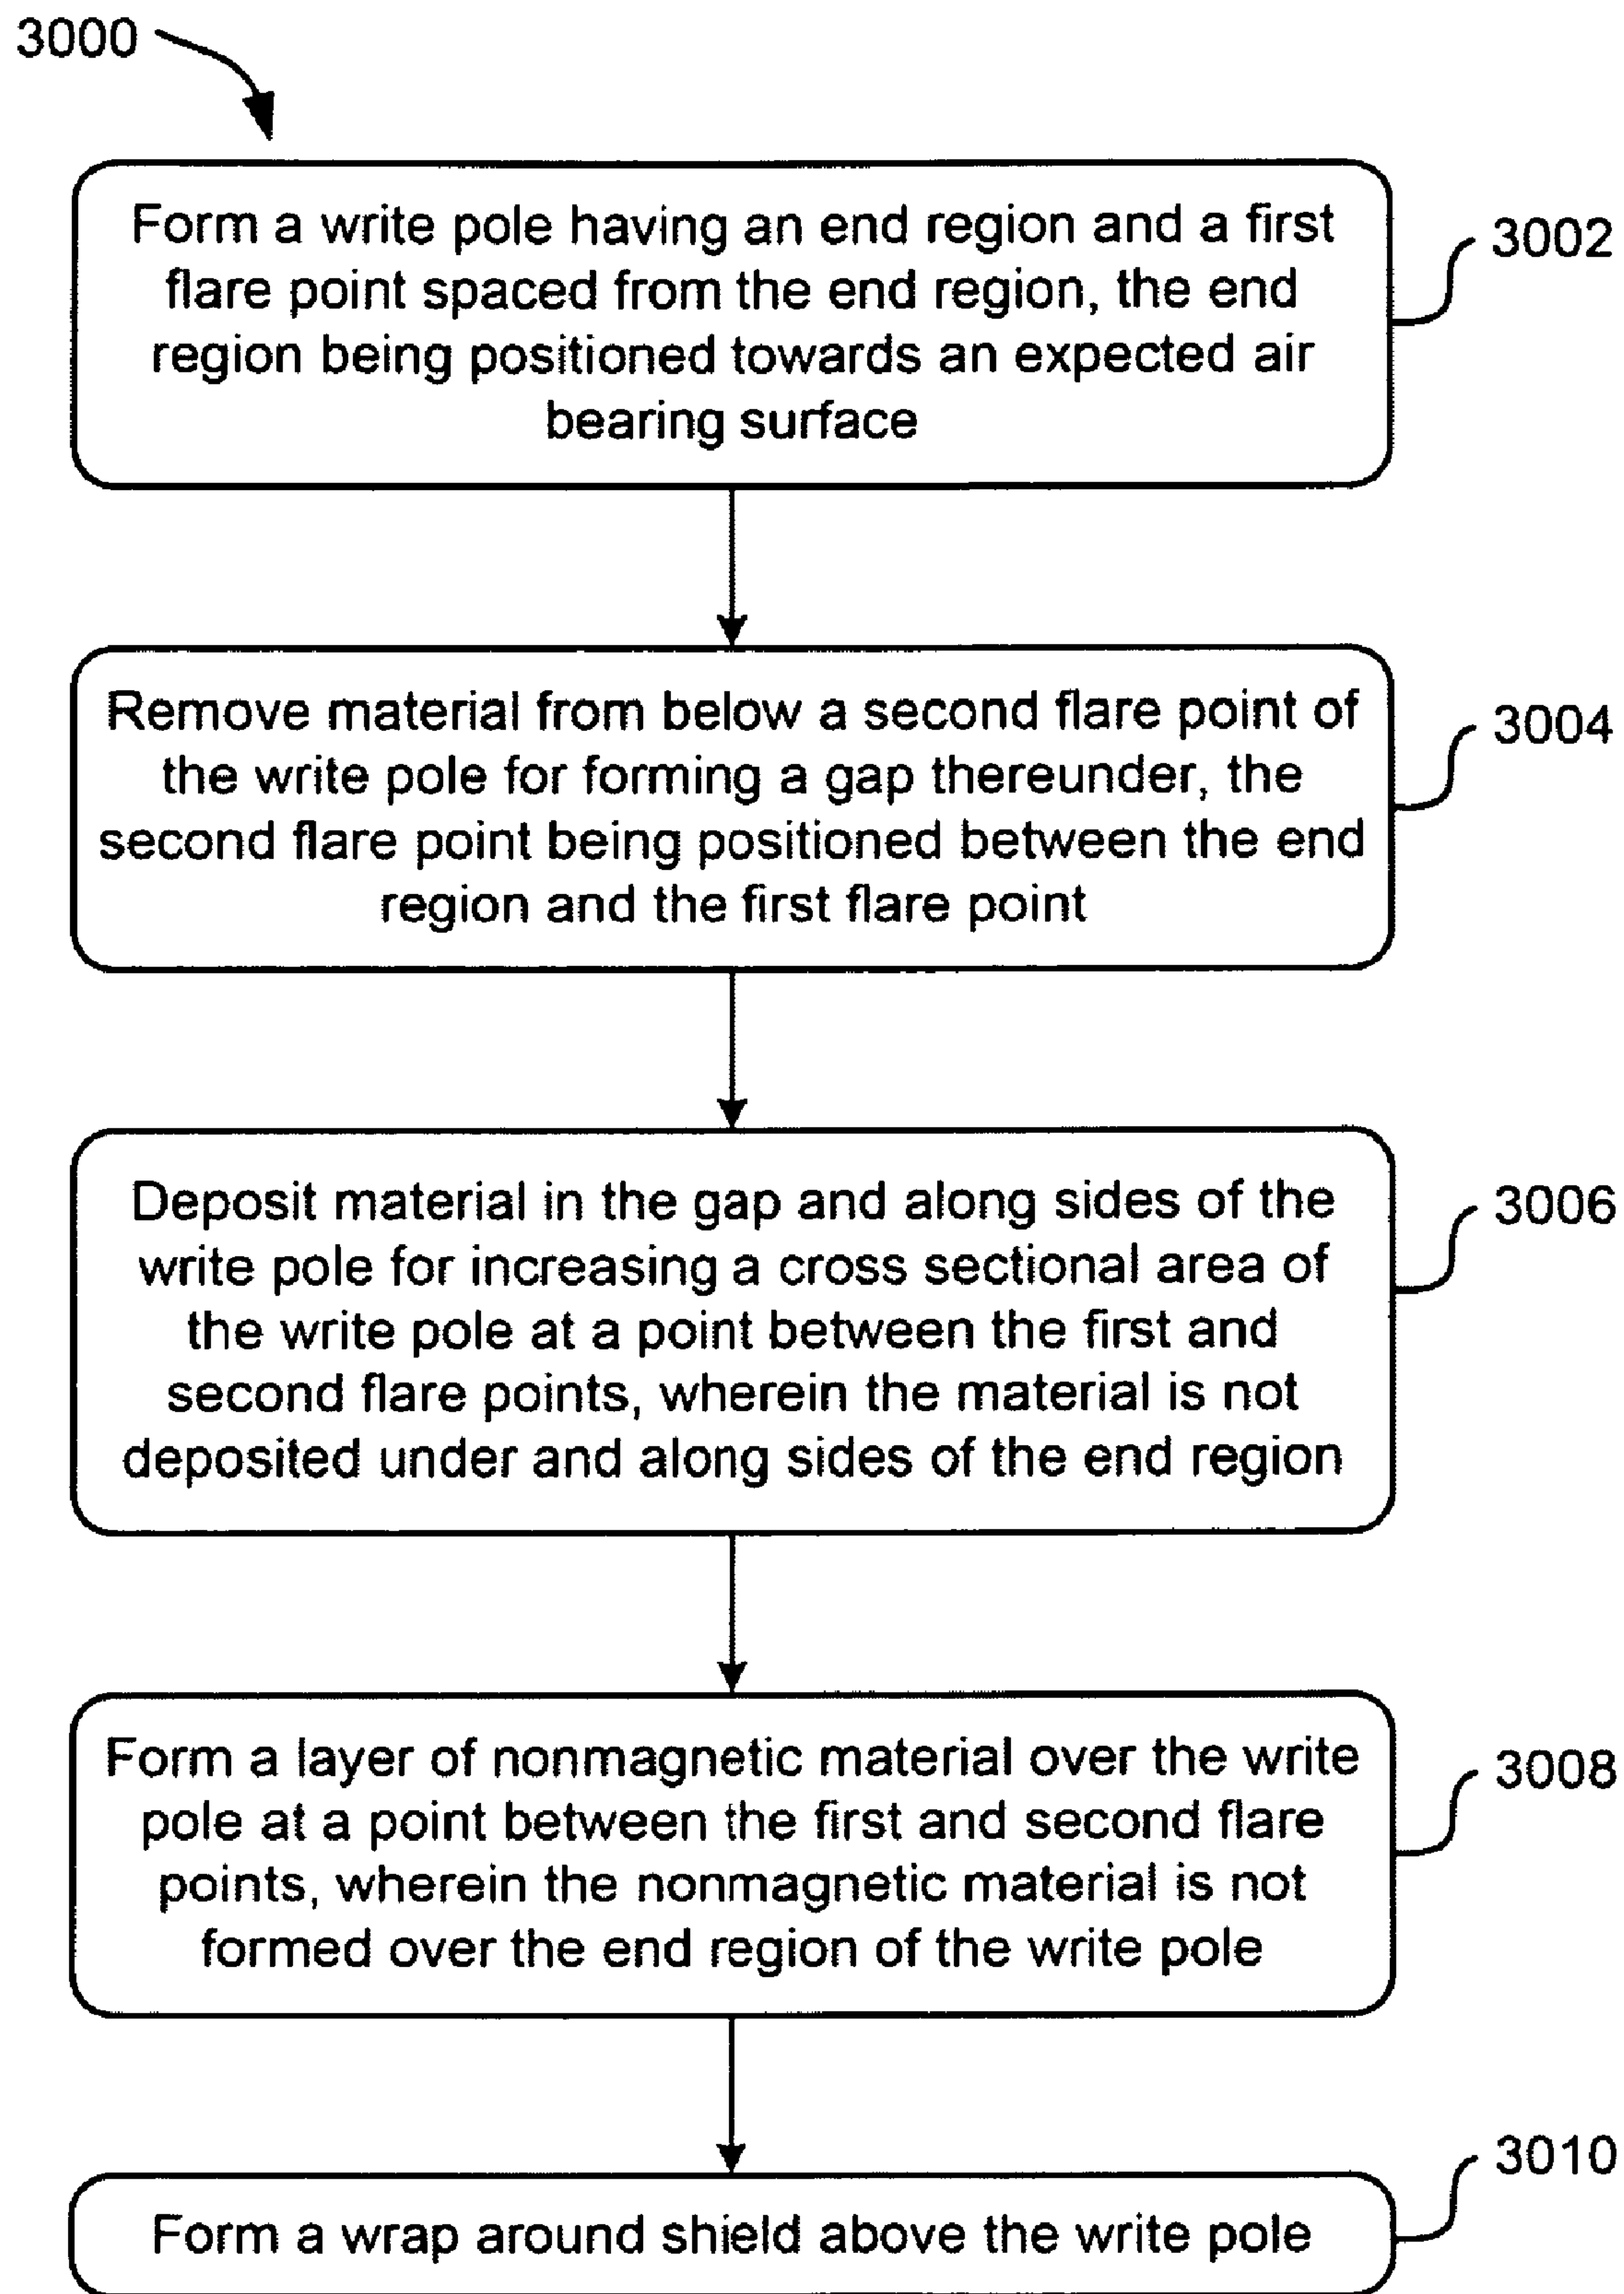 3000
Form a write pole having an end region and a first
flare point spaced from the end region, the end
region being positioned towards an expected air
bearing surface
3002
Remove material from below a second flare point of
the write pole for forming a gap thereunder, the
second flare point being positioned between the end
region and the first flare point
3004
Deposit material in the gap and along sides of the
write pole for increasing a cross sectional area of
the write pole at a point between the first and
second flare points, wherein the material is not
deposited under and along sides of the end region
3006
Form a layer of nonmagnetic material over the write
pole at a point between the first and second flare
points, wherein the nonmagnetic material is not
formed over the end region of the write pole
3008
Form a wrap around shield above the write pole
3010